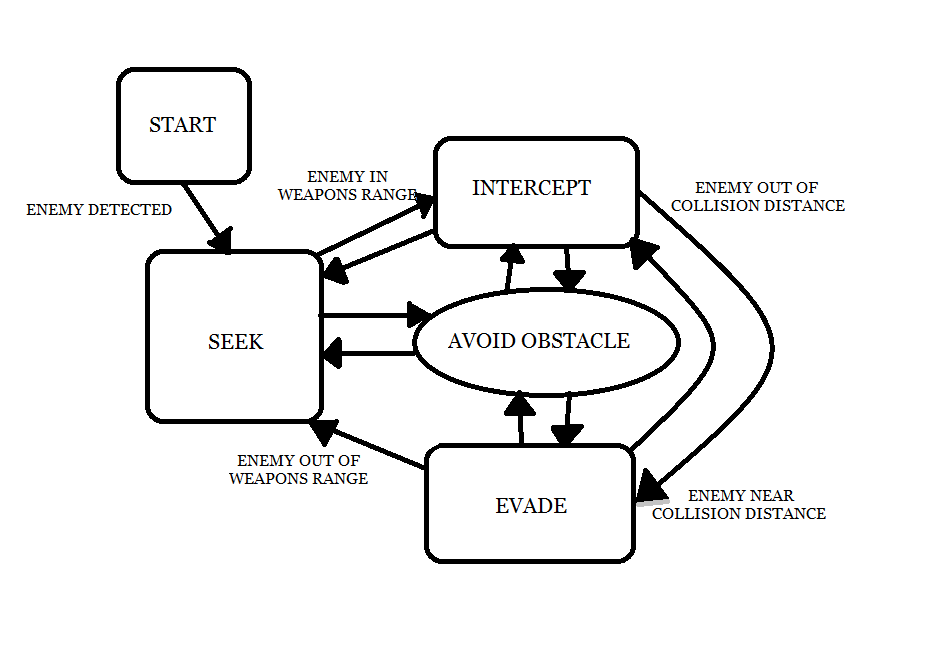 START
ENEMY DETECTED
ENEMY IN
WEAPONS RANGE
INTERCEPT
ENEMY OUT OF
COLLISION DISTANCE
SEEK
AVOID OBSTACLE
ENEMY OUT OF
WEAPONS RANGE
EVADE
ENEMY NEAR
COLLISION DISTANCE